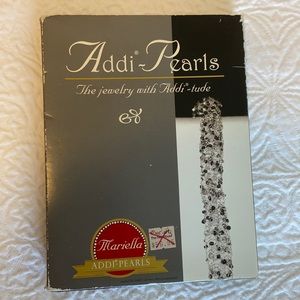 Addi®-Pearls
The jewelry with Addi®-tude
Mariella
ADDI®PEARLS